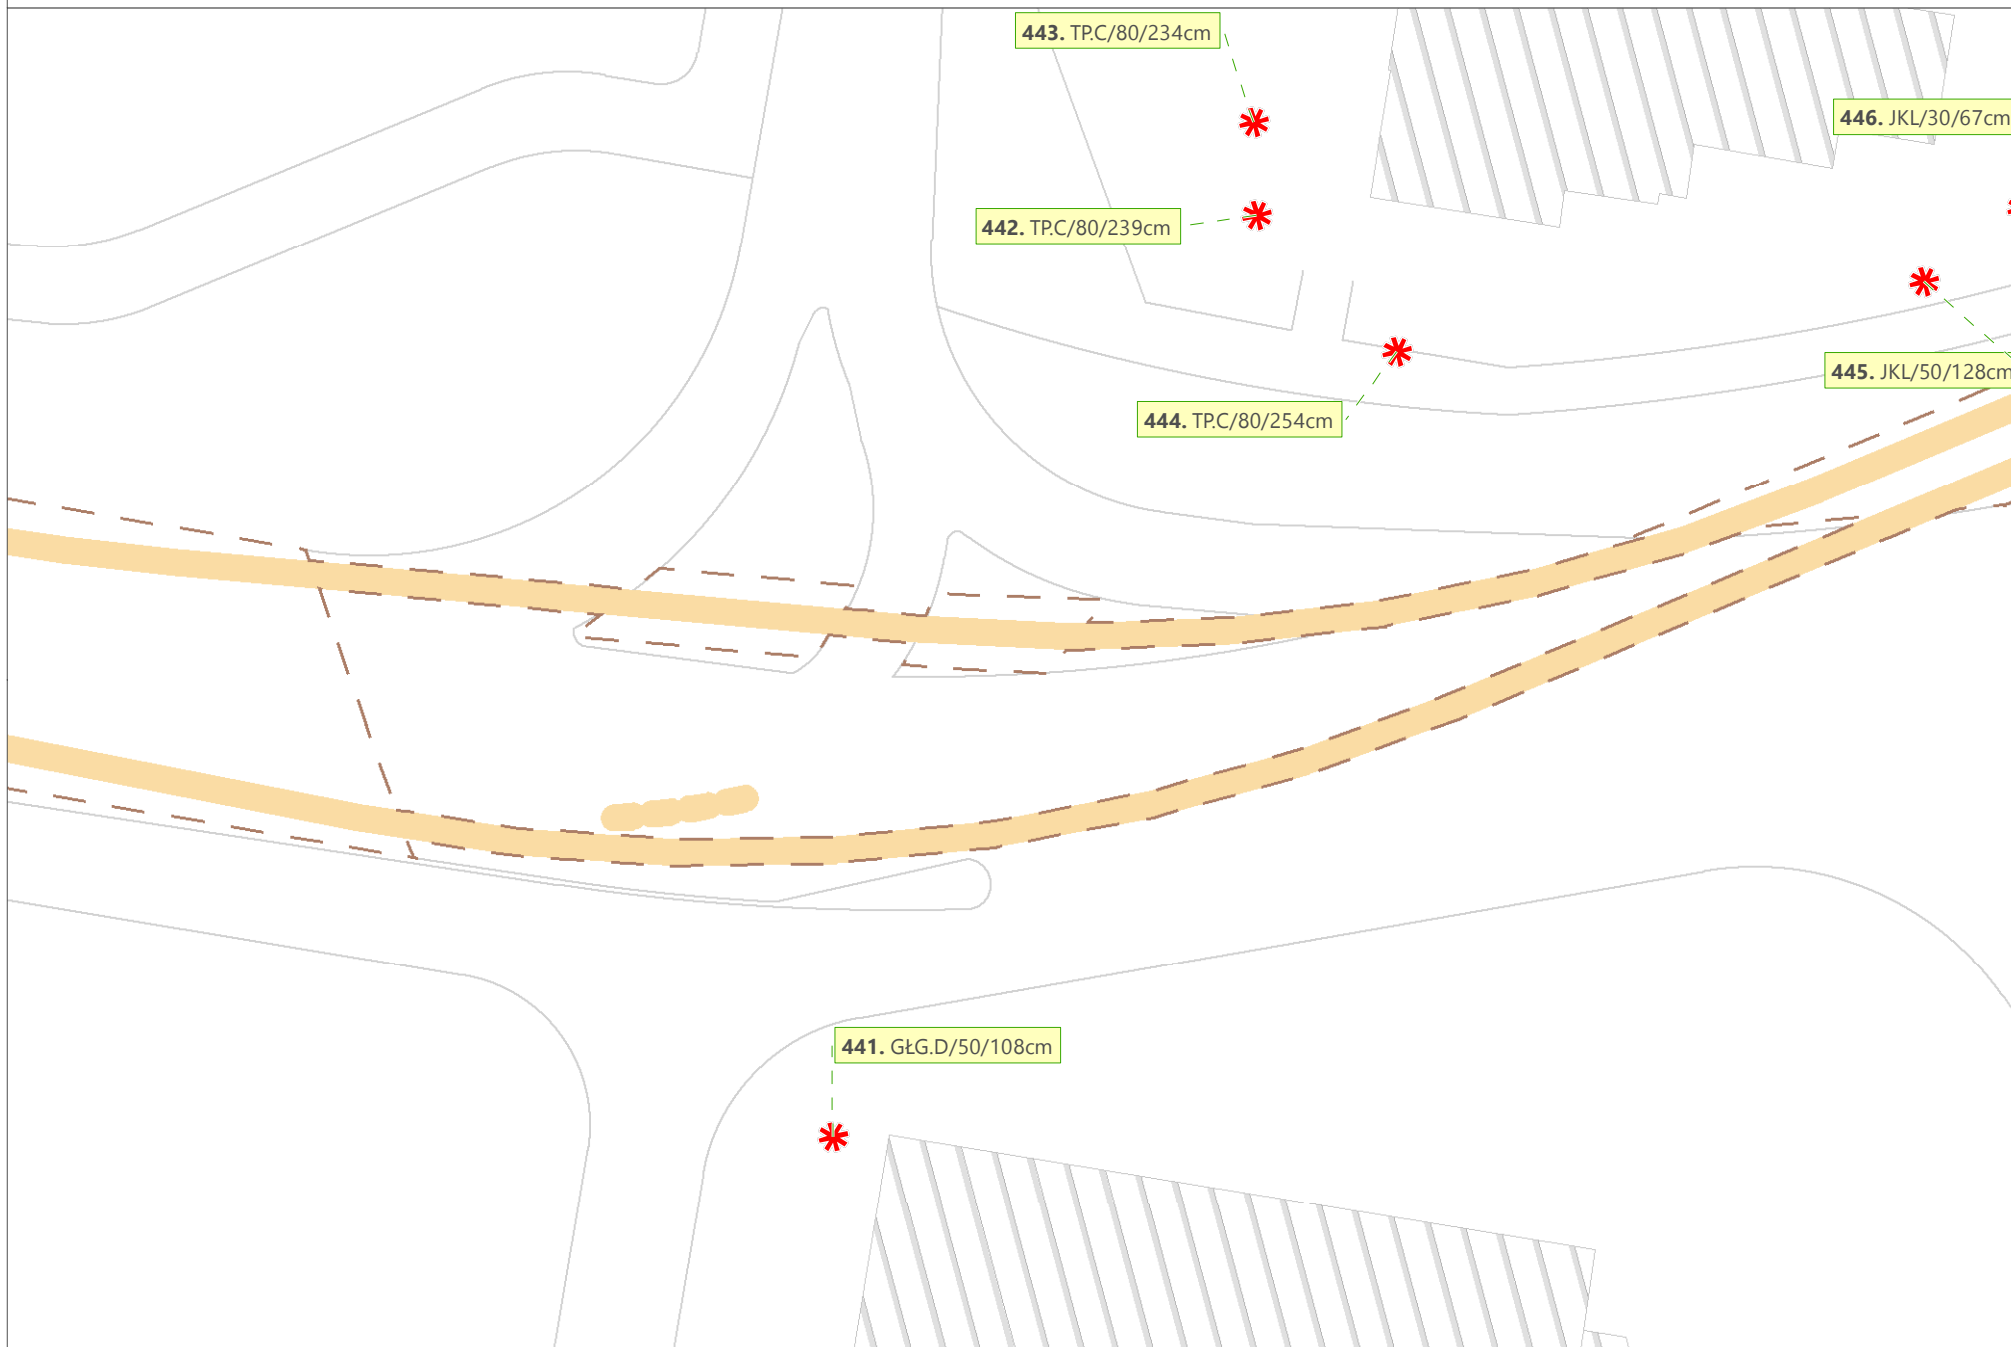 443. TP.C/80/234cm
446. JKL/30/67cm
442. TP.C/80/239cm
445. JKL/50/128cm
444. TP.C/80/254cm
441. GŁG.D/50/108cm